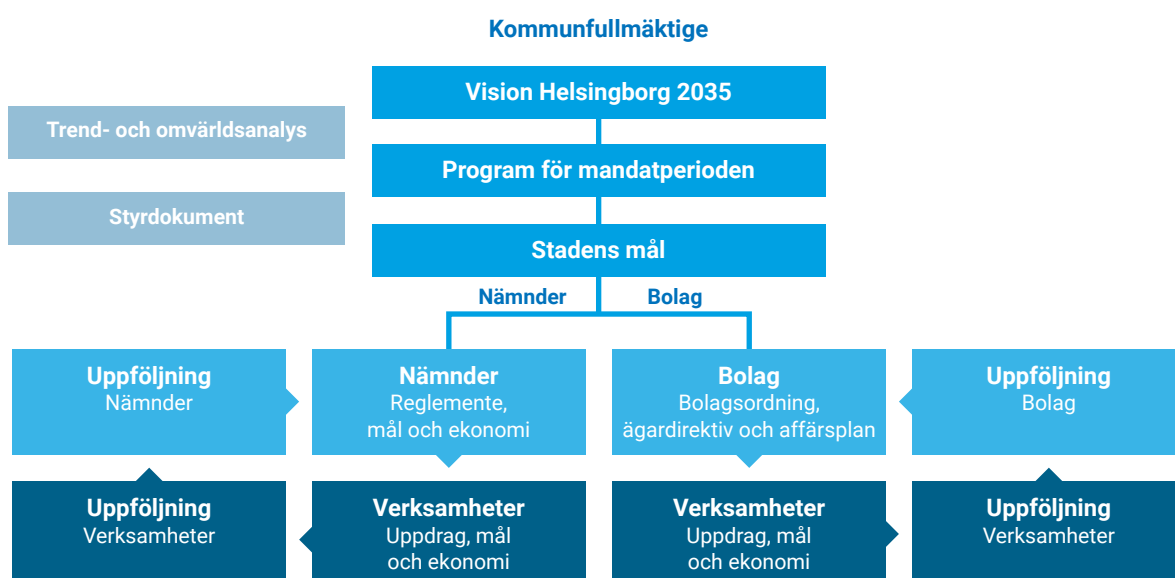 Kommunfullmäktige
Vision Helsingborg 2035
Trend- och omvärldsanalys
Program för mandatperioden
Styrdokument
Stadens mål
Nämnder
Bolag
Uppföljning
Nämnder
Nämnder
Reglemente,
mål och ekonomi
Bolag
Bolagsordning,
ägardirektiv och affärsplan
Uppföljning
Bolag
Uppföljning
Verksamheter
Verksamheter
Uppdrag, mål
och ekonomi
Verksamheter
Uppdrag, mål
och ekonomi
Uppföljning
Verksamheter